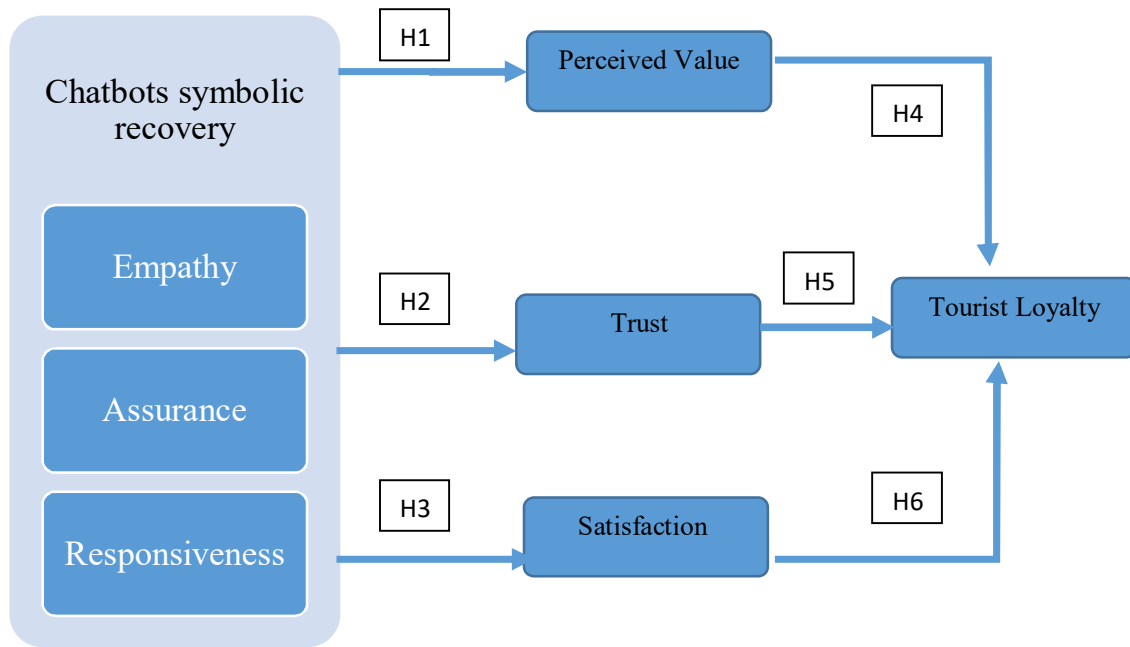 Chatbots symbolic
recovery
Empathy
Assurance
Responsiveness
H1
H2
H3
Perceived Value
Trust
Satisfaction
H4
H5
H6
Tourist Loyalty